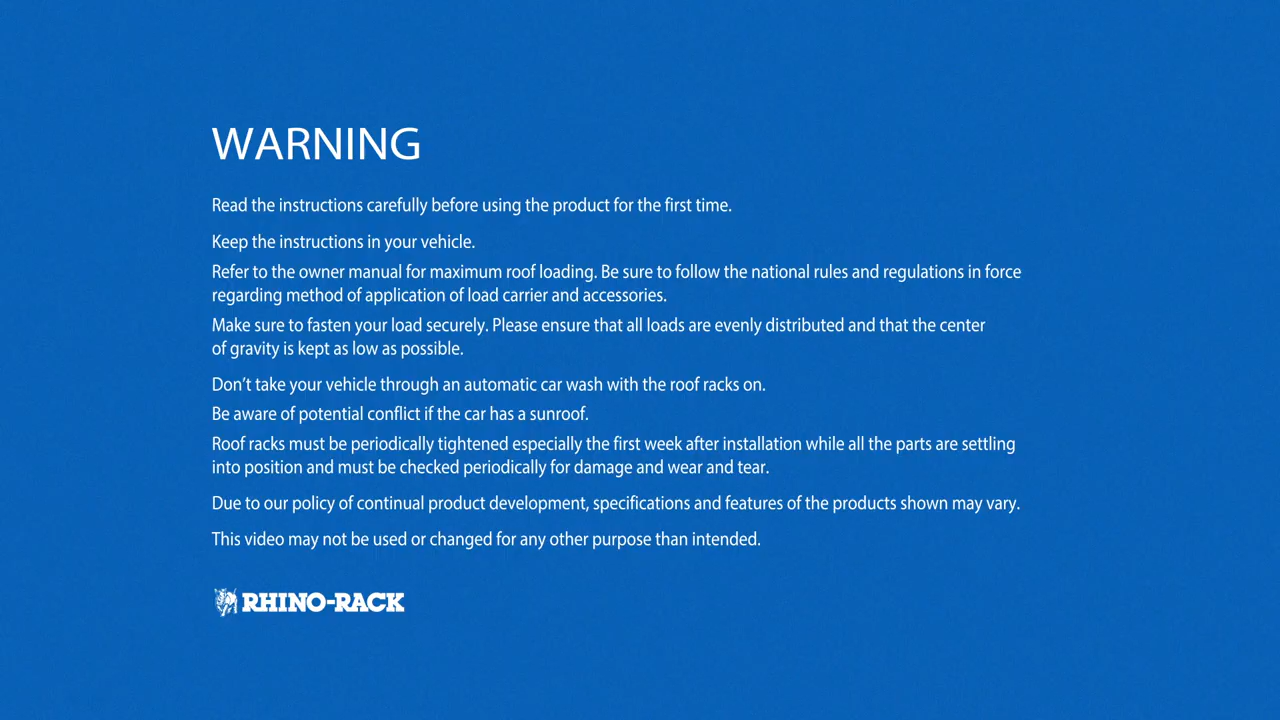 WARNING
Read the instructions carefully before using the product for the first time.
Keep the instructions in your vehicle.
Refer to the owner manual for maximum roof loading. Be sure to follow the national rules and regulations in force
regarding method of application of load carrier and accessories.
Make sure to fasten your load securely. Please ensure that all loads are evenly distributed and that the center
of gravity is kept as low as possible.
Don’t take your vehicle through an automatic car wash with the roof racks on.
Be aware of potential conflict if the car has a sunroof.
Roof racks must be periodically tightened especially the first week after installation while all the parts are settling
into position and must be checked periodically for damage and wear and tear.
Due to our policy of continual product development, specifications and features of the products shown may vary.
This video may not be used or changed for any other purpose than intended.
RHINO-RACK